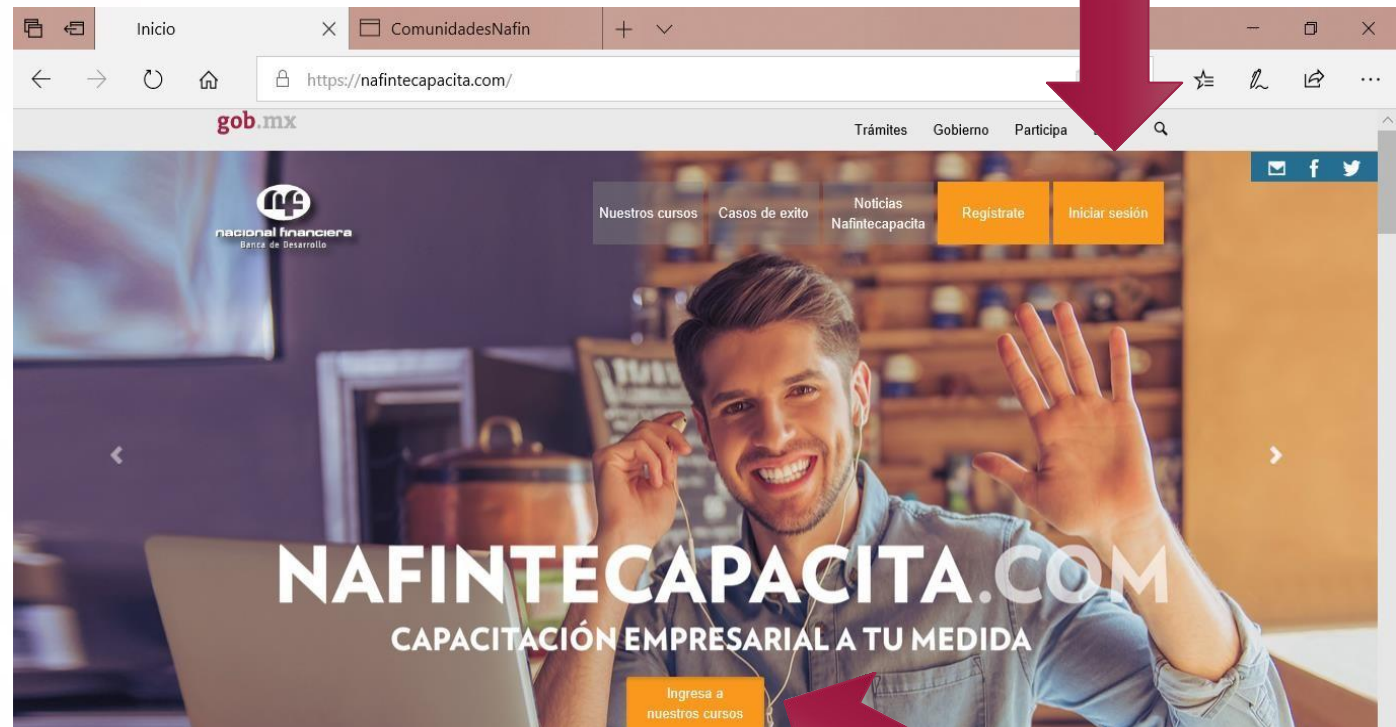 Inicio
ComunidadesNafin
https://nafintecapacita.com/
gob.mx
Trámites Gobierno Participa
nacional financiera
Banca de Desarrollo
Nuestros cursos
Casos de exito
Noticias
Nafintecapacita
Regístrate
Iniciar sesión
NAFINTECAPACITA.COM
CAPACITACIÓN EMPRESARIAL A TU MEDIDA
Ingresa a
nuestros cursos